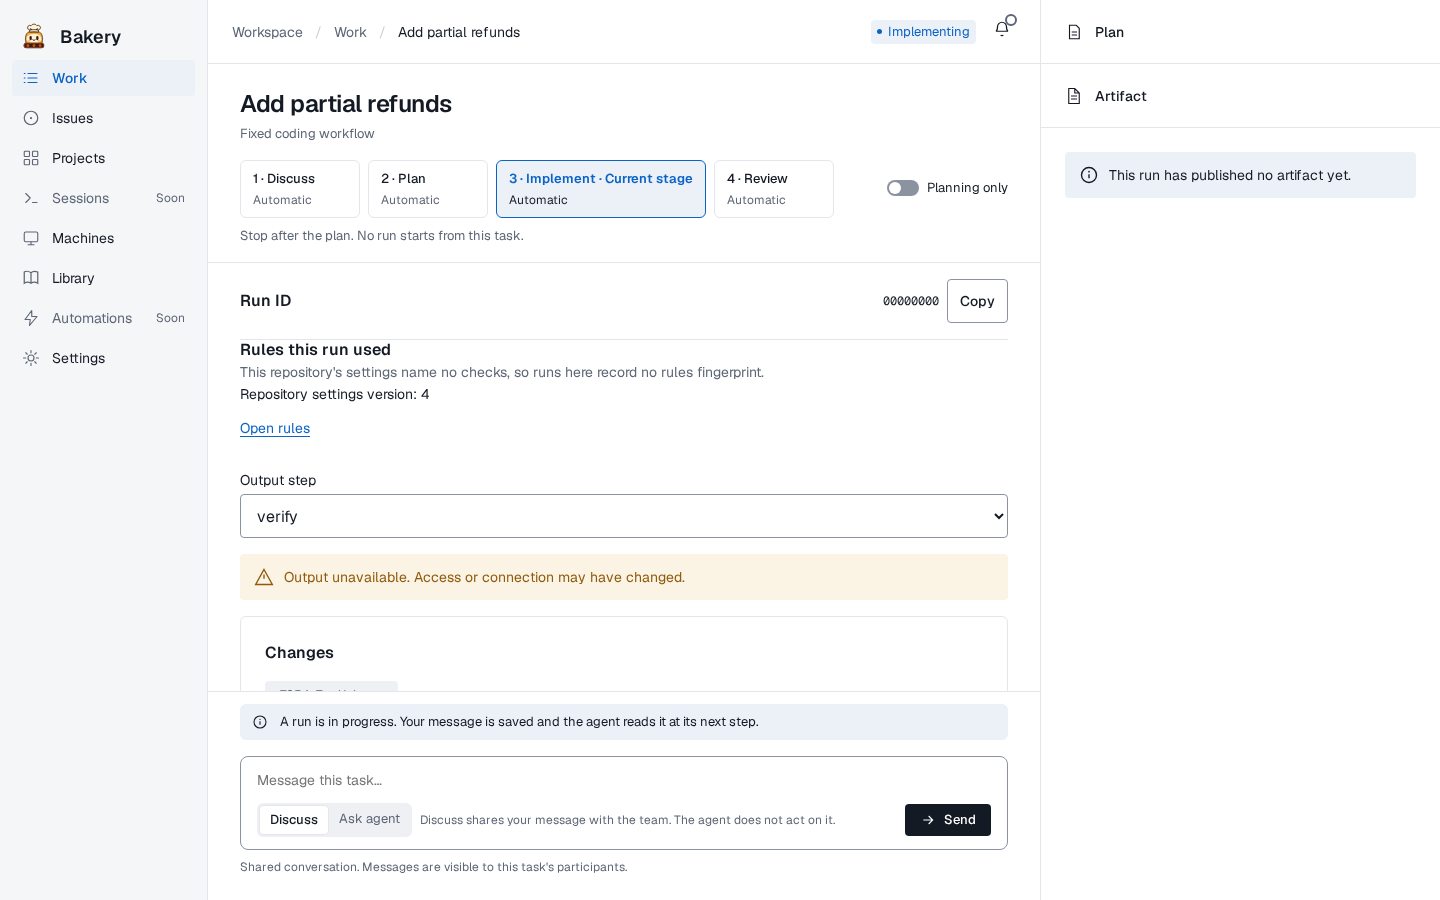 Bakery
Work
Issues
Projects
Sessions Soon
Machines
Library
Automations Soon
Settings
Workspace / Work / Add partial refunds
Implementing
Add partial refunds
Fixed coding workflow
1 · Discuss
Automatic
2 · Plan
Automatic
3 · Implement · Current stage
Automatic
4 · Review
Automatic
Planning only
Stop after the plan. No run starts from this task.
Run ID
00000000
Copy
Rules this run used
This repository's settings name no checks, so runs here record no rules fingerprint.
Repository settings version: 4
Open rules
Output step
verify
Output unavailable. Access or connection may have changed.
Changes
A run is in progress. Your message is saved and the agent reads it at its next step.
Message this task...
Discuss
Ask agent
Discuss shares your message with the team. The agent does not act on it.
Send
Shared conversation. Messages are visible to this task's participants.
Plan
Artifact
This run has published no artifact yet.